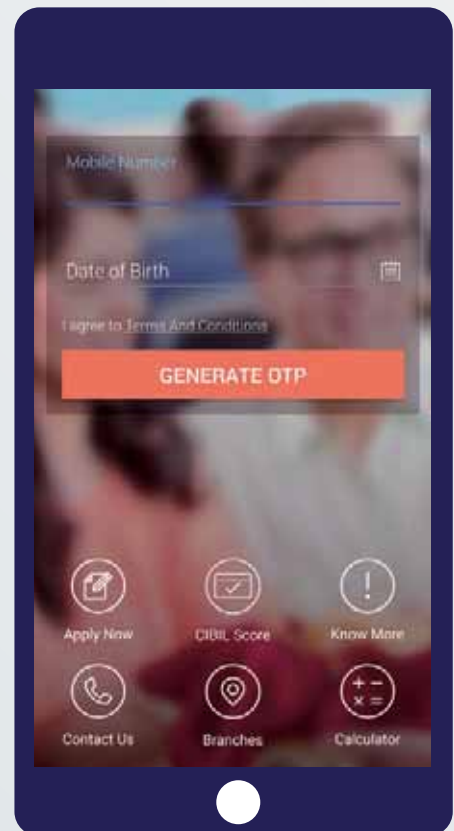 Mobile Number
Date of Birth
I agree to Terms And Conditions
GENERATE OTP
Apply Now
CIBIL Score
Know More
Contact Us
Branches
Calculator